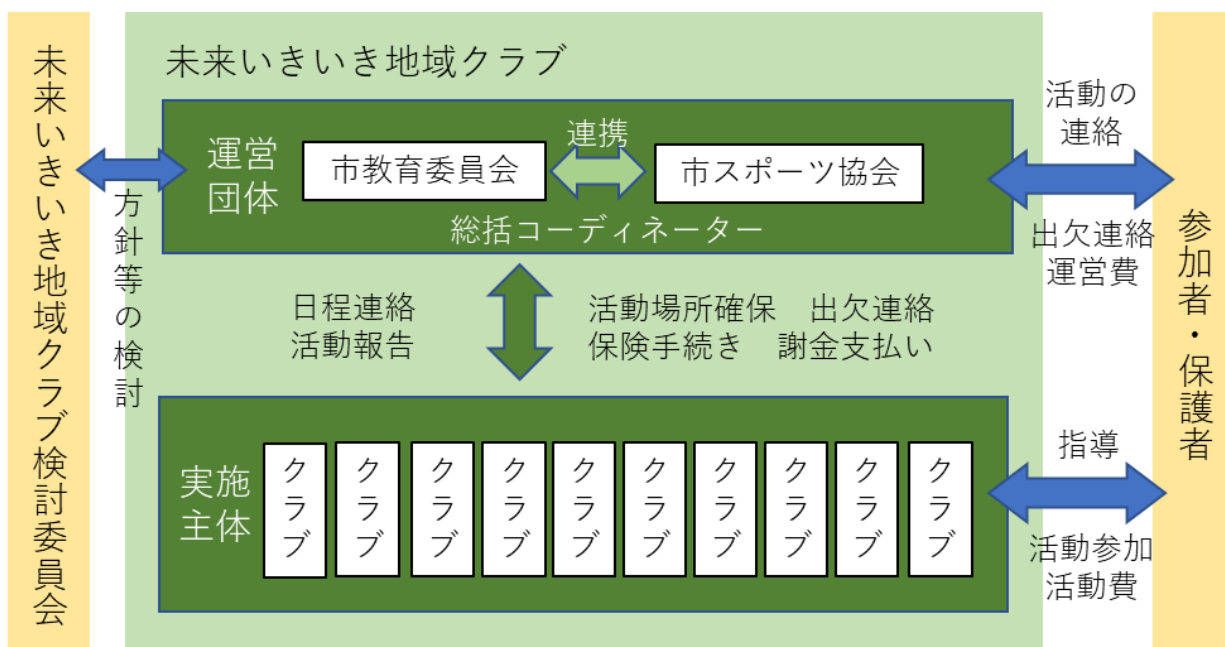 未来いきいき地域クラブ検討委員会
方針等の検討
未来いきいき地域クラブ
運営
団体
市教育委員会
連携
市スポーツ協会
総括コーディネーター
日程連絡
活動報告
活動場所確保　出欠連絡
保険手続き　謝金支払い
実施
主体
クラブ
クラブ
クラブ
クラブ
クラブ
クラブ
クラブ
クラブ
クラブ
クラブ
活動の
連絡
出欠連絡
運営費
指導
活動参加
活動費
参加者・保護者